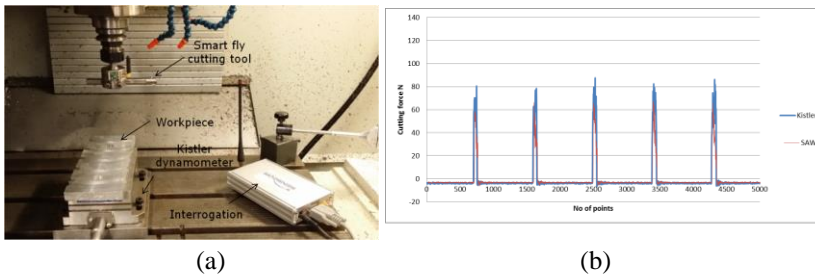 Smart fly
cutting tool
Workpiece
Kistler
dynamometer
Interrogation
(a)
140
120
100
80
60
40
20
0
-20
Cutting force N
0
500
1000
1500
2000
2500
3000
3500
4000
4500
5000
No of points
Kistler
SAW
(b)